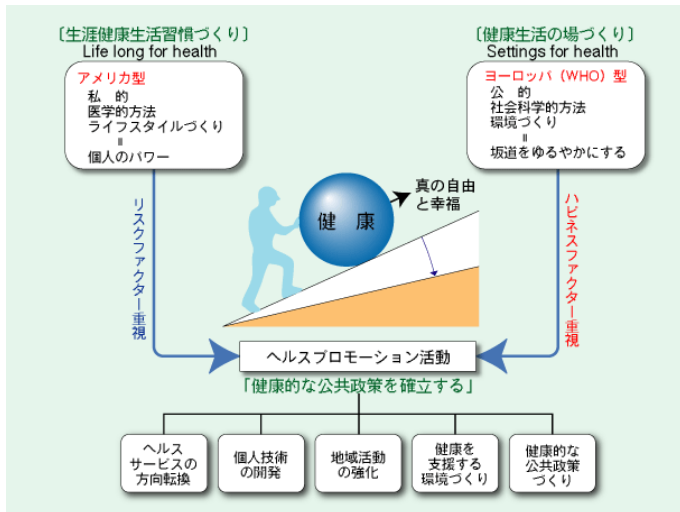 〔生涯健康生活習慣づくり〕
Life long for health
アメリカ型
私　的
医学的方法
ライフスタイルづくり
＝
個人のパワー
〔健康生活の場づくり〕
Settings for health
ヨーロッパ（WHO）型
公　的
社会科学的方法
環境づくり
＝
坂道をゆるやかにする
リスクファクター重視
健　康
真の自由
と幸福
ハピネスファクター重視
ヘルスプロモーション活動
「健康的な公共政策を確立する」
ヘルス
サービスの
方向転換
個人技術
の開発
地域活動
の強化
健康を
支援する
環境づくり
健康的な
公共政策
づくり